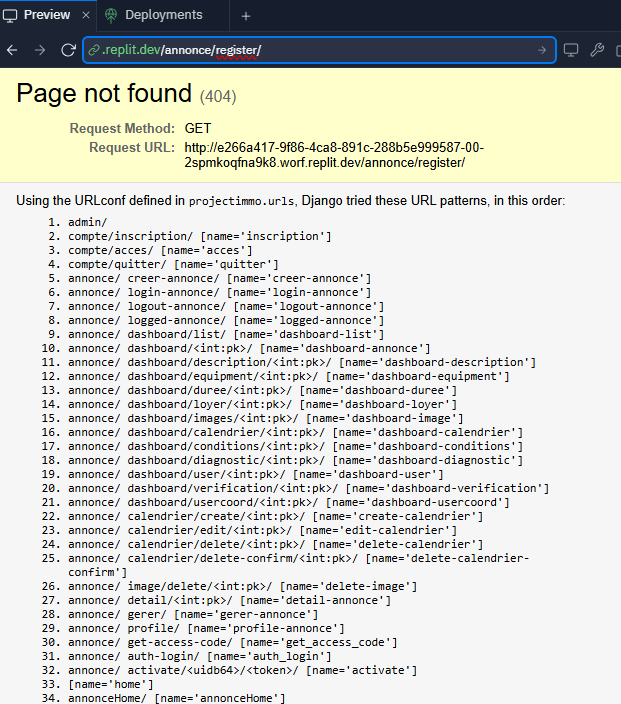 Preview
Deployments
.replit.dev/annonce/register/
Page not found (404)
Request Method: GET
Request URL: http://e266a417-9f86-4ca8-891c-288b5e999587-00-
2spmkoqfna9k8.worf.replit.dev/annonce/register/
Using the URLconf defined in projectimmo.urls, Django tried these URL patterns, in this order:
1. admin/
2. compte/inscription/ [name='inscription']
3. compte/acces/ [name='acces']
4. compte/quitter/ [name='quitter']
5. annonce/ creer-annonce/ [name='creer-annonce']
6. annonce/ login-annonce/ [name='login-annonce']
7. annonce/ logout-annonce/ [name='logout-annonce']
8. annonce/ logged-annonce/ [name='logged-annonce']
9. annonce/ dashboard/list/ [name='dashboard-list']
10. annonce/ dashboard/<int:pk>/ [name='dashboard-annonce']
11. annonce/ dashboard/description/<int:pk>/ [name='dashboard-description']
12. annonce/ dashboard/equipment/<int:pk>/ [name='dashboard-equipment']
13. annonce/ dashboard/duree/<int:pk>/ [name='dashboard-duree']
14. annonce/ dashboard/loyer/<int:pk>/ [name='dashboard-loyer']
15. annonce/ dashboard/images/<int:pk>/ [name='dashboard-image']
16. annonce/ dashboard/calendrier/<int:pk>/ [name='dashboard-calendrier']
17. annonce/ dashboard/conditions/<int:pk>/ [name='dashboard-conditions']
18. annonce/ dashboard/diagnostic/<int:pk>/ [name='dashboard-diagnostic']
19. annonce/ dashboard/user/<int:pk>/ [name='dashboard-user']
20. annonce/ dashboard/verification/<int:pk>/ [name='dashboard-verification']
21. annonce/ dashboard/usercoord/<int:pk>/ [name='dashboard-usercoord']
22. annonce/ calendrier/create/<int:pk>/ [name='create-calendrier']
23. annonce/ calendrier/edit/<int:pk>/ [name='edit-calendrier']
24. annonce/ calendrier/delete/<int:pk>/ [name='delete-calendrier']
25. annonce/ calendrier/delete-confirm/<int:pk>/ [name='delete-calendrier-
confirm']
26. annonce/ image/delete/<int:pk>/ [name='delete-image']
27. annonce/ detail/<int:pk>/ [name='detail-annonce']
28. annonce/ gerer/ [name='gerer-annonce']
29. annonce/ profile/ [name='profile-annonce']
30. annonce/ get-access-code/ [name='get_access_code']
31. annonce/ auth-login/ [name='auth_login']
32. annonce/ activate/<uidb64>/<token>/ [name='activate']
33. [name='home']
34. annonceHome/ [name='annonceHome']